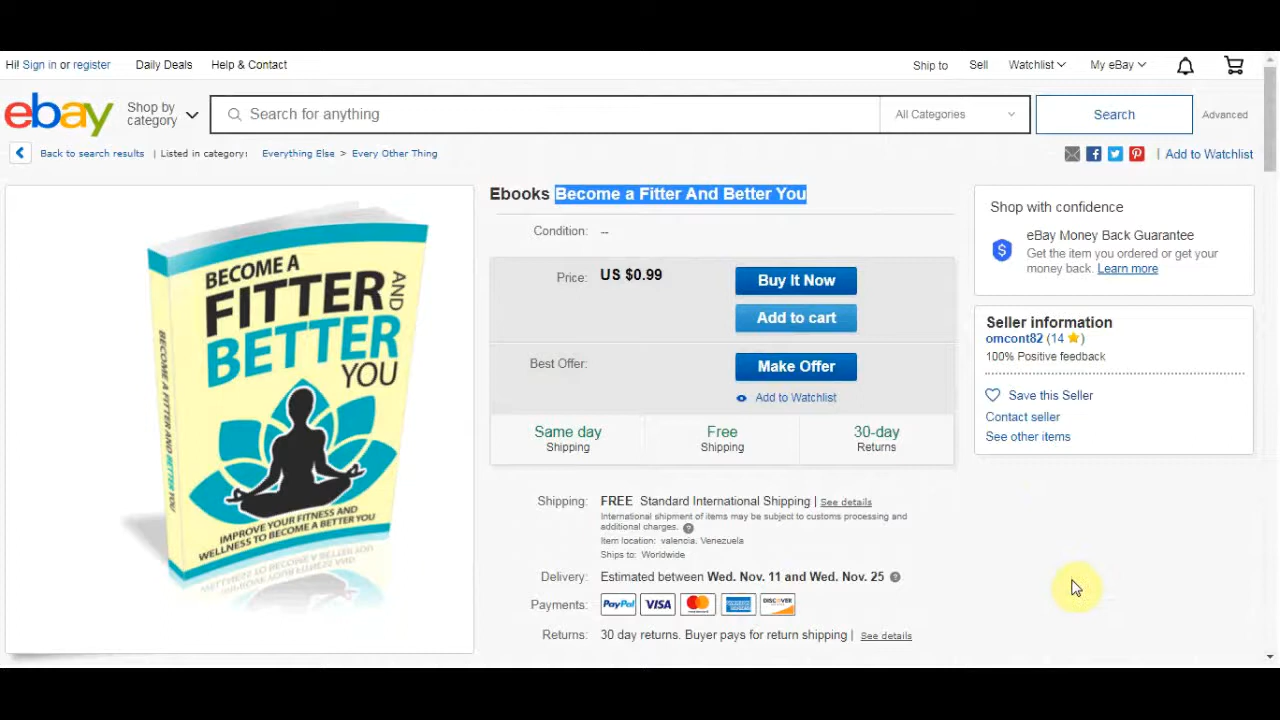 Hi! Sign in or register Daily Deals Help & Contact Ship to Sell Watchlist My eBay
ebay Shop by category Search for anything All Categories Search Advanced
Back to search results | Listed in category: Everything Else > Every Other Thing | Add to Watchlist
BECOME A
FITTER AND
BETTER
YOU
IMPROVE YOUR FITNESS AND
WELLNESS TO BECOME A BETTER YOU
BECOME A FITTER AND BETTER YOU
Ebooks Become a Fitter And Better You
Condition: --
Price: US $0.99 Buy It Now
Add to cart
Best Offer: Make Offer
Add to Watchlist
Same day Free 30-day
Shipping Shipping Returns
Shipping: FREE Standard International Shipping | See details
International shipment of items may be subject to customs processing and
additional charges. ?
Item location: valencia, Venezuela
Ships to: Worldwide
Delivery: Estimated between Wed. Nov. 11 and Wed. Nov. 25 ?
Payments: PayPal VISA MasterCard AMERICAN EXPRESS DISCOVER
Returns: 30 day returns. Buyer pays for return shipping | See details
Shop with confidence
eBay Money Back Guarantee
Get the item you ordered or get your
money back. Learn more
Seller information
omcont82 (14 )
100% Positive feedback
Save this Seller
Contact seller
See other items